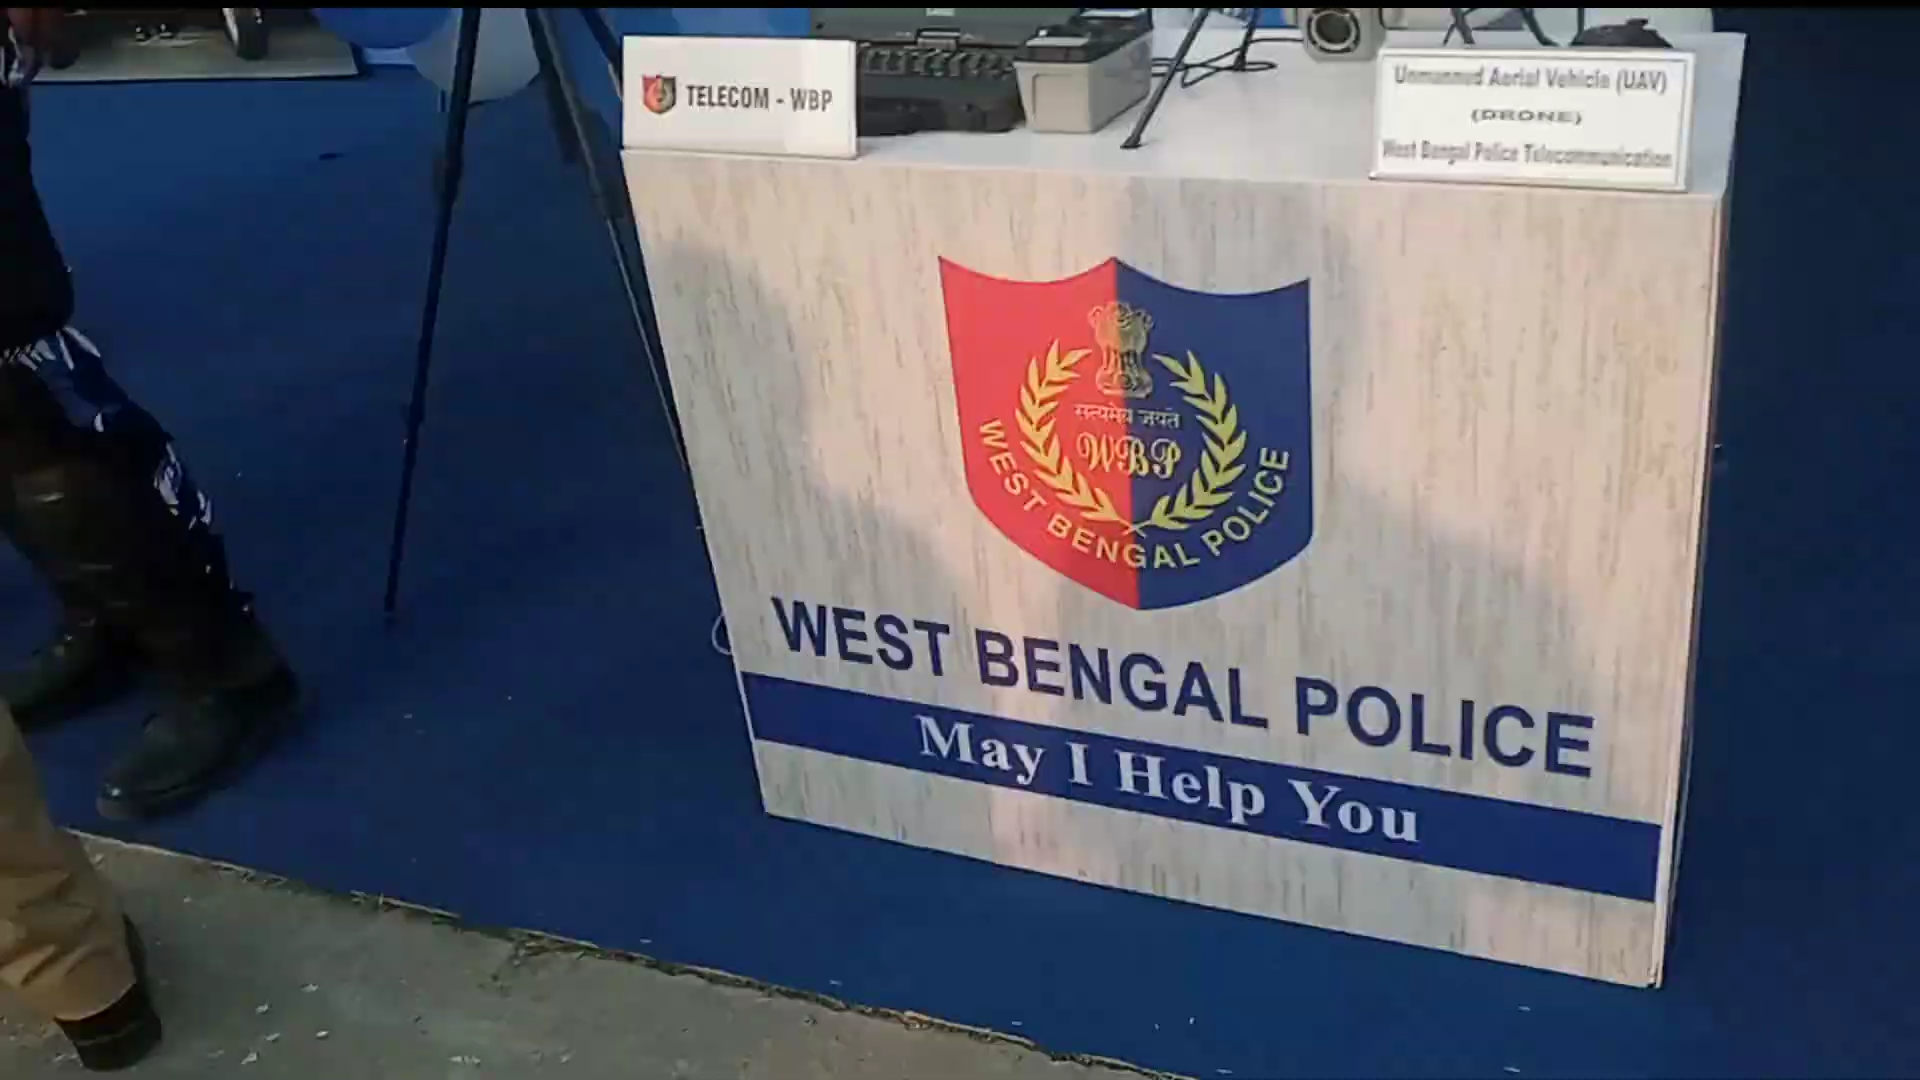 TELECOM - WBP
Unmanned Aerial Vehicle (UAV)
(DRONE)
West Bengal Police Telecommunication
सत्यमेव जयते
WBP
WEST BENGAL POLICE
WEST BENGAL POLICE
May I Help You